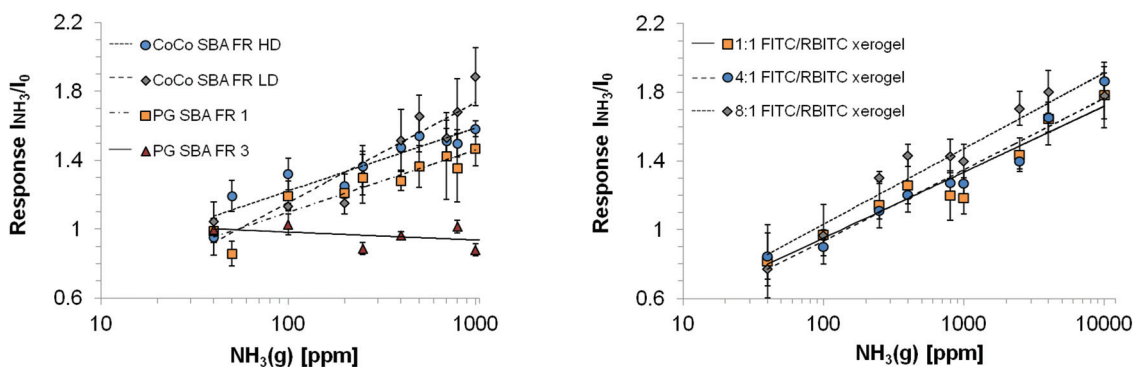 2.2
1.8
1.4
1
0.6
Response INH3/I0
CoCo SBA FR HD
CoCo SBA FR LD
PG SBA FR 1
PG SBA FR 3
10
100
1000
NH3(g) [ppm]
2.2
1.8
1.4
1
0.6
Response INH3/I0
1:1 FITC/RBITC xerogel
4:1 FITC/RBITC xerogel
8:1 FITC/RBITC xerogel
10
100
1000
10000
NH3(g) [ppm]